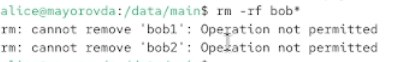 alice@mayorovda:/data/main$ rm -rf bob*
rm: cannot remove 'bob1': Operation not permitted
rm: cannot remove 'bob2': Operation not permitted